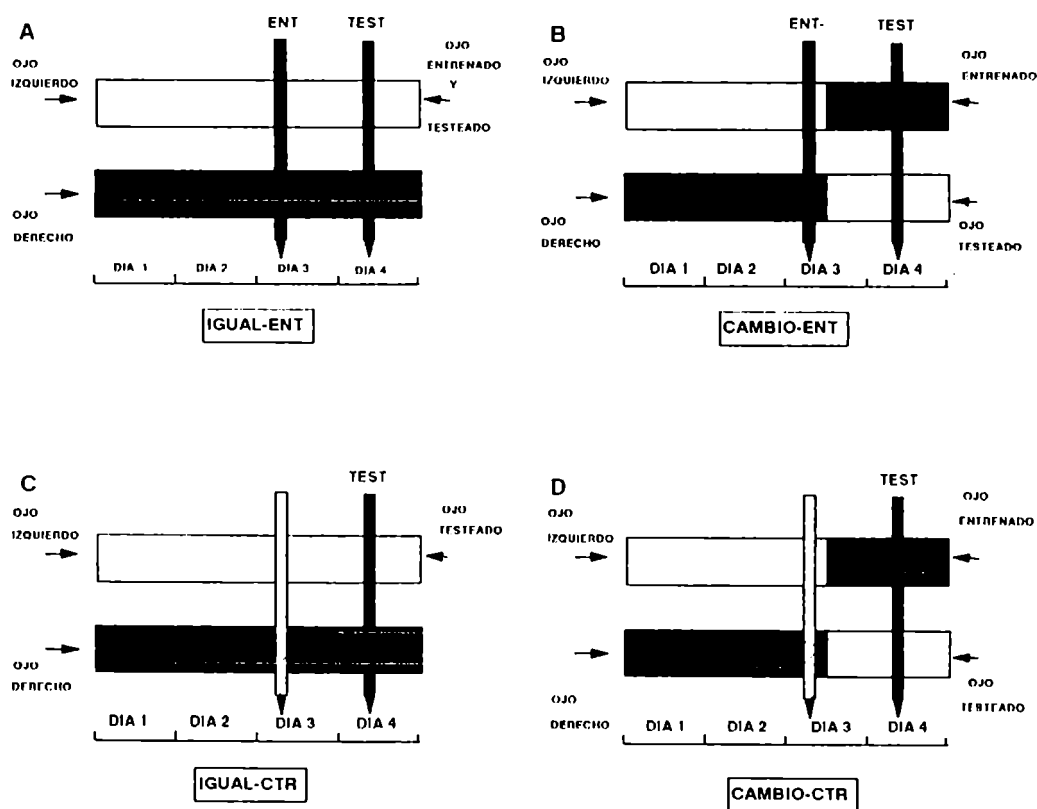 A
ENT
TEST
OJO
IZQUIERDO
OJO
ENTRENADO
Y
TESTEADO
OJO
DERECHO
DIA 1
DIA 2
DIA 3
DIA 4
IGUAL-ENT
B
ENT-
TEST
OJO
IZQUIERDO
OJO
ENTRENADO
OJO
DERECHO
OJO
TESTEADO
DIA 1
DIA 2
DIA 3
DIA 4
CAMBIO-ENT
C
TEST
OJO
IZQUIERDO
OJO
TESTEADO
OJO
DERECHO
DIA 1
DIA 2
DIA 3
DIA 4
IGUAL-CTR
D
TEST
OJO
IZQUIERDO
OJO
ENTRENADO
OJO
DERECHO
OJO
TESTEADO
DIA 1
DIA 2
DIA 3
DIA 4
CAMBIO-CTR